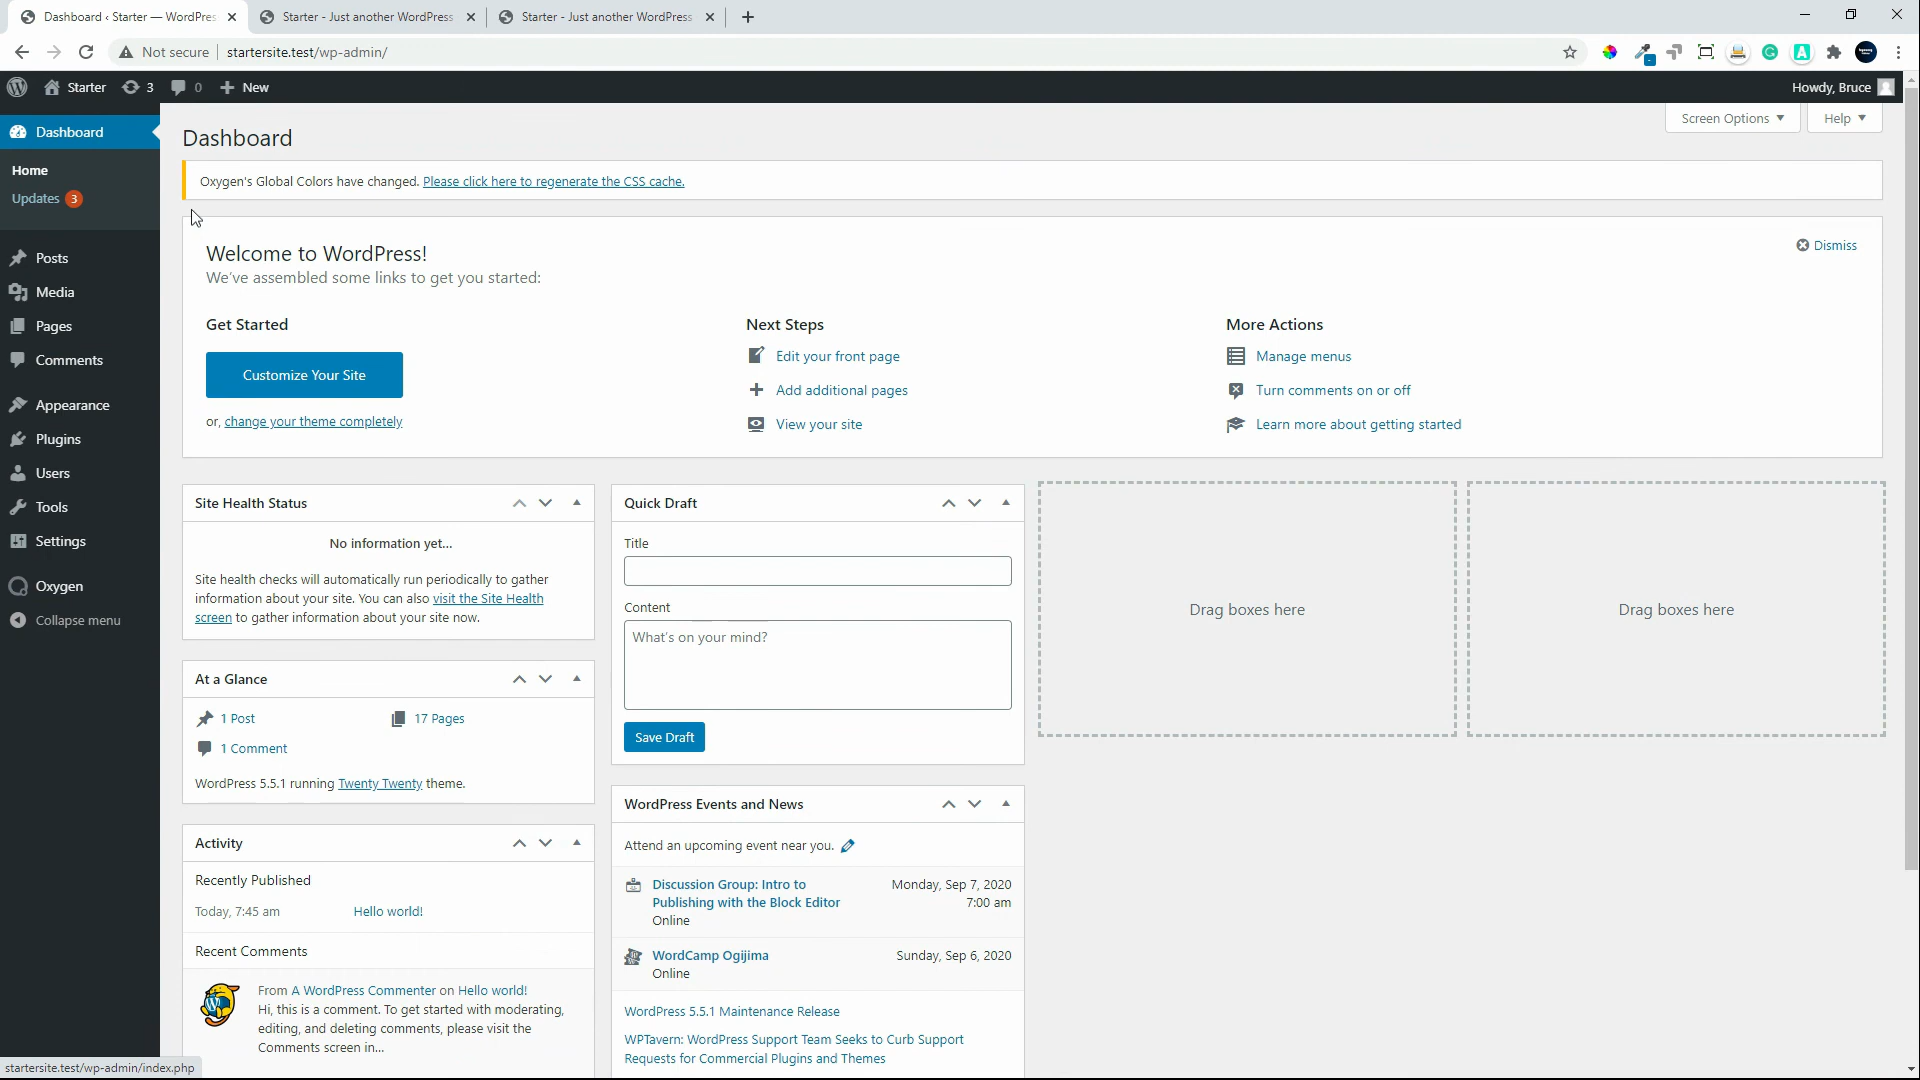 Dashboard ‹ Starter — WordPres
Starter - Just another WordPress
Starter - Just another WordPress
Not secure
startersite.test/wp-admin/
Starter
3
0
New
Howdy, Bruce
Dashboard
Home
Updates 3
Posts
Media
Pages
Comments
Appearance
Plugins
Users
Tools
Settings
Oxygen
Collapse menu
Screen Options
Help
Dashboard
Oxygen's Global Colors have changed. Please click here to regenerate the CSS cache.
Welcome to WordPress!
We've assembled some links to get you started:
Dismiss
Get Started
Customize Your Site
or, change your theme completely
Next Steps
Edit your front page
Add additional pages
View your site
More Actions
Manage menus
Turn comments on or off
Learn more about getting started
Site Health Status
No information yet...
Site health checks will automatically run periodically to gather
information about your site. You can also visit the Site Health
screen to gather information about your site now.
At a Glance
1 Post
17 Pages
1 Comment
WordPress 5.5.1 running Twenty Twenty theme.
Activity
Recently Published
Today, 7:45 am
Hello world!
Recent Comments
From A WordPress Commenter on Hello world!
Hi, this is a comment. To get started with moderating,
editing, and deleting comments, please visit the
Comments screen in...
Quick Draft
Title
Content
What's on your mind?
Save Draft
WordPress Events and News
Attend an upcoming event near you.
Discussion Group: Intro to
Publishing with the Block Editor
Online
Monday, Sep 7, 2020
7:00 am
WordCamp Ogijima
Online
Sunday, Sep 6, 2020
WordPress 5.5.1 Maintenance Release
WPTavern: WordPress Support Team Seeks to Curb Support
Requests for Commercial Plugins and Themes
Drag boxes here
Drag boxes here
startersite.test/wp-admin/index.php